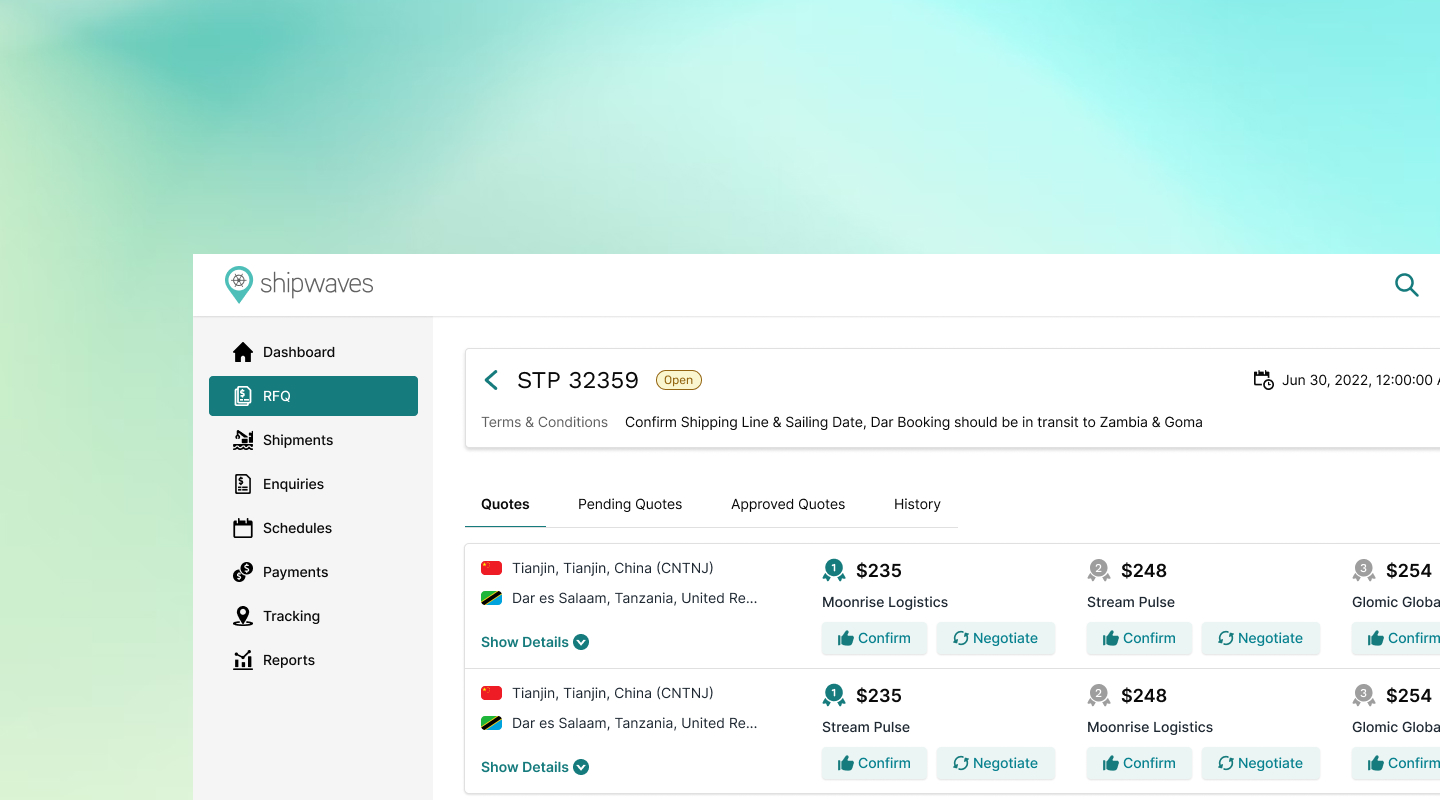 shipwaves
Dashboard
RFQ
Shipments
Enquiries
Schedules
Payments
Tracking
Reports
STP 32359 Open Jun 30, 2022, 12:00:00
Terms & Conditions Confirm Shipping Line & Sailing Date, Dar Booking should be in transit to Zambia & Goma
Quotes Pending Quotes Approved Quotes History
Tianjin, Tianjin, China (CNTNJ) 1 $235 2 $248 3 $254
Dar es Salaam, Tanzania, United Re... Moonrise Logistics Stream Pulse Glomic Globa
Show Details Confirm Negotiate Confirm Negotiate Confirm
Tianjin, Tianjin, China (CNTNJ) 1 $235 2 $248 3 $254
Dar es Salaam, Tanzania, United Re... Stream Pulse Moonrise Logistics Glomic Globa
Show Details Confirm Negotiate Confirm Negotiate Confirm